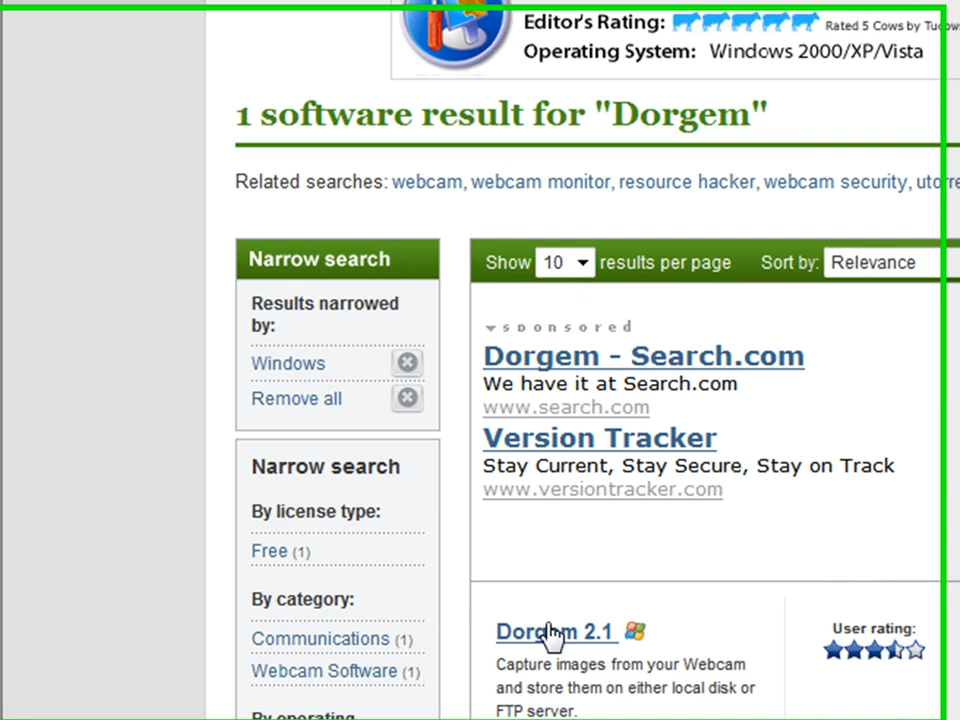 Editor's Rating: Rated 5 Cows by Tucows
Operating System: Windows 2000/XP/Vista
1 software result for "Dorgem"
Related searches: webcam, webcam monitor, resource hacker, webcam security,
Narrow search
Results narrowed
by:
Windows
Remove all
Narrow search
By license type:
Free (1)
By category:
Communications (1)
Webcam Software (1)
By operating
Show 10 results per page Sort by: Relevance
sponsored
Dorgem - Search.com
We have it at Search.com
www.search.com
Version Tracker
Stay Current, Stay Secure, Stay on Track
www.versiontracker.com
Dorgem 2.1
Capture images from your Webcam
and store them on either local disk or
FTP server.
User rating: